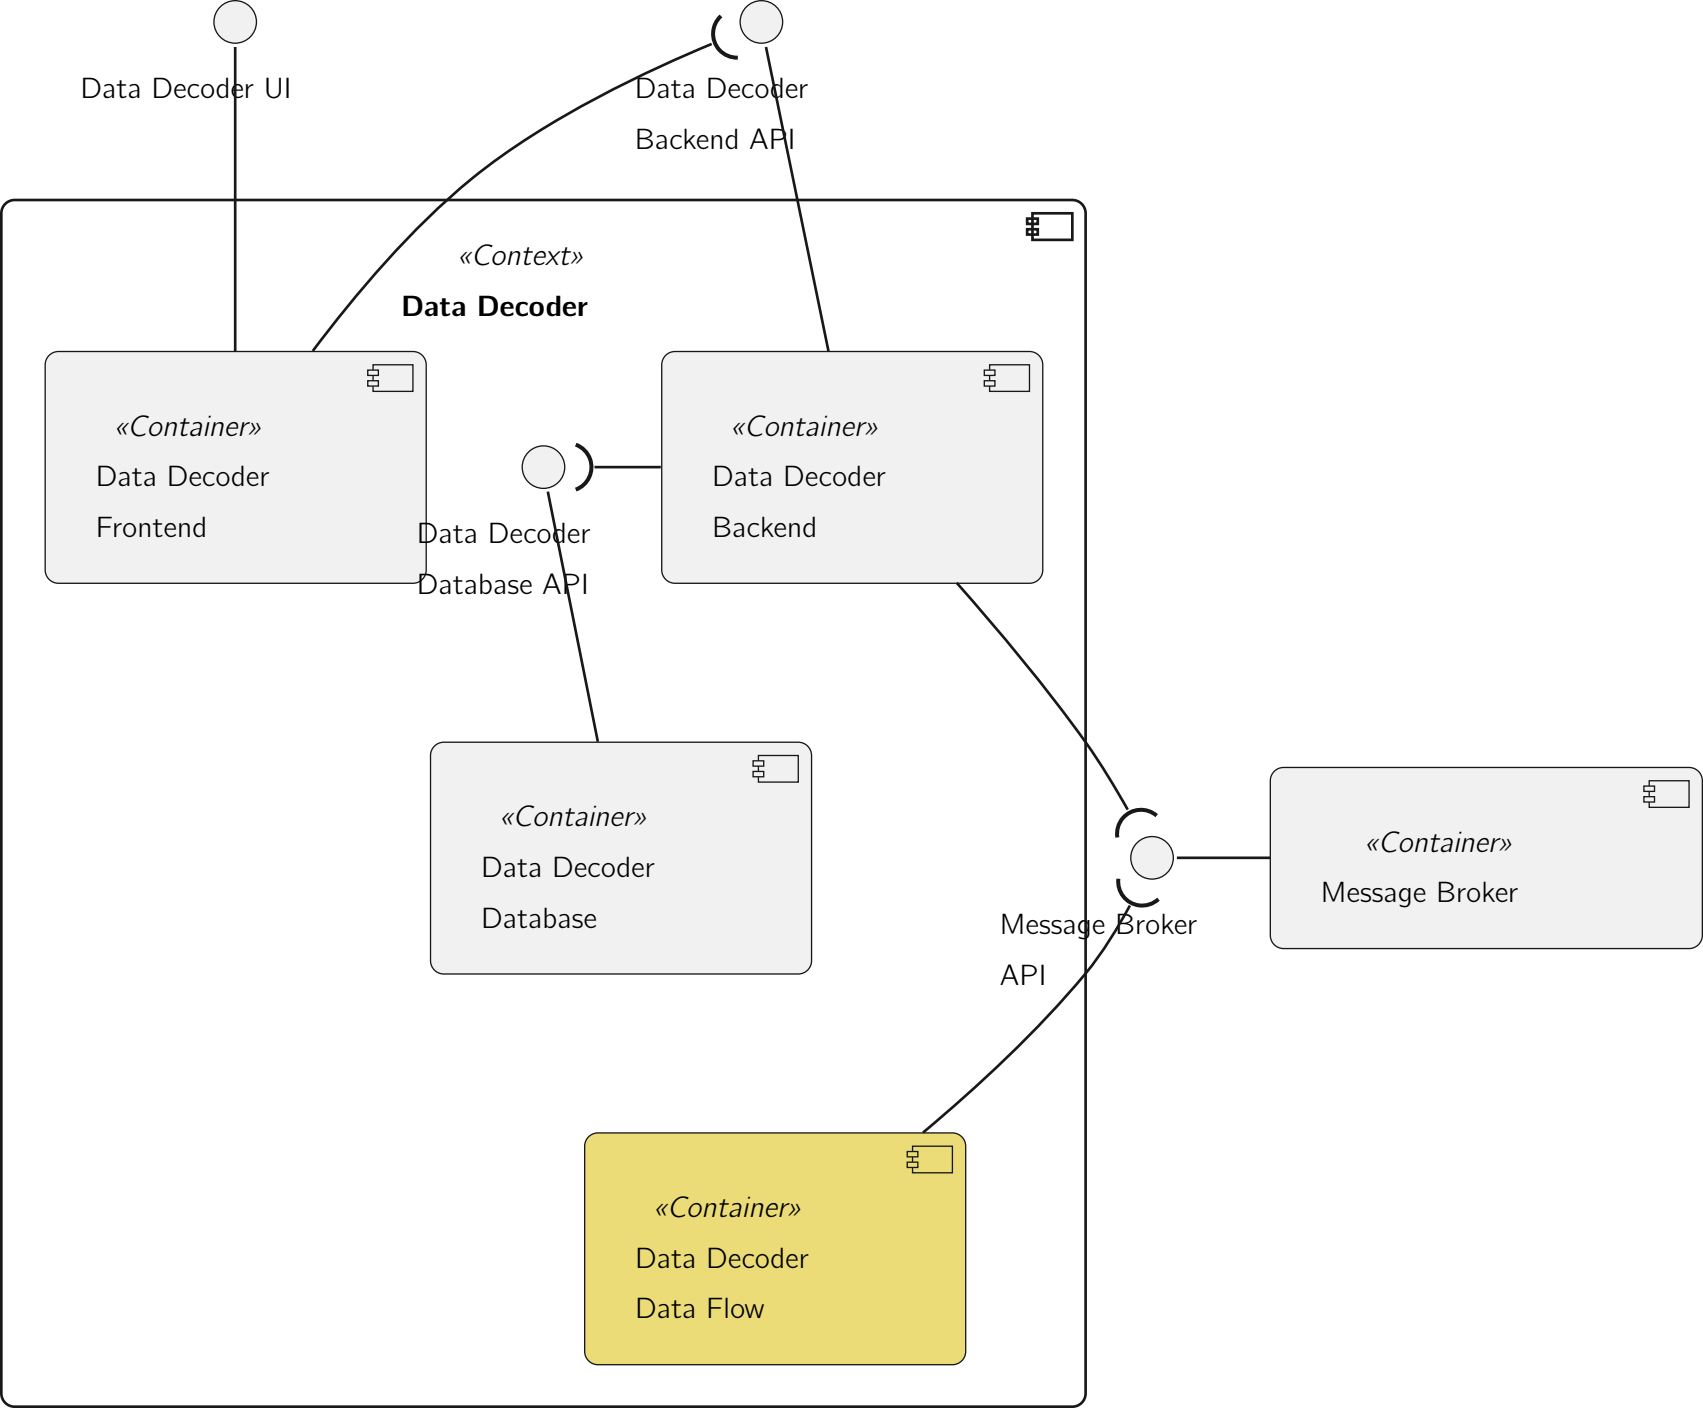 Data Decoder UI
Data Decoder
Backend API
«Context»
Data Decoder
«Container»
Data Decoder
Frontend
«Container»
Data Decoder
Backend
Data Decoder
Database API
«Container»
Data Decoder
Database
«Container»
Message Broker
Message Broker
API
«Container»
Data Decoder
Data Flow